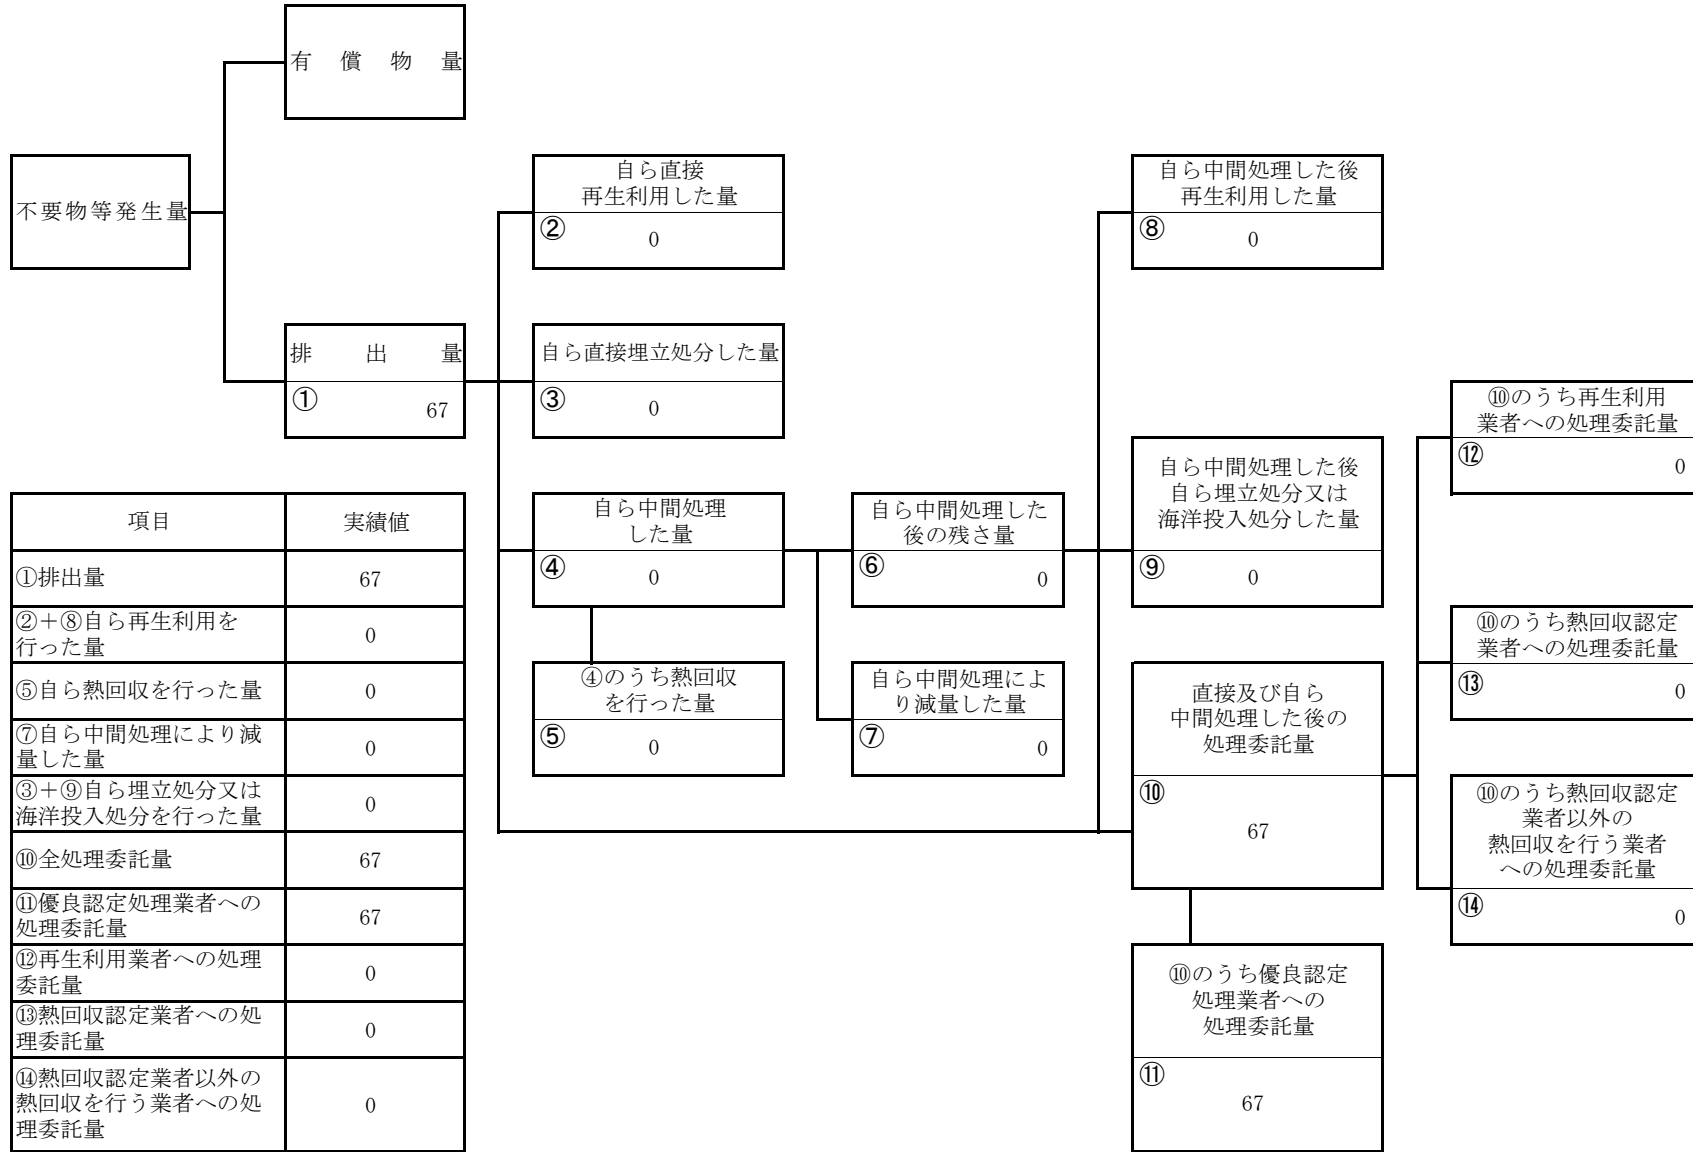 有償物量
不要物等発生量
排出量
①
67
自ら直接
再生利用した量
②
0
自ら直接埋立処分した量
③
0
自ら中間処理
した量
④
0
④のうち熱回収
を行った量
⑤
0
自ら中間処理した
後の残さ量
⑥
0
自ら中間処理によ
り減量した量
⑦
0
自ら中間処理した後
再生利用した量
⑧
0
自ら中間処理した後
自ら埋立処分又は
海洋投入処分した量
⑨
0
直接及び自ら
中間処理した後の
処理委託量
⑩
67
⑩のうち優良認定
処理業者への
処理委託量
⑪
67
⑩のうち再生利用
業者への処理委託量
⑫
0
⑩のうち熱回収認定
業者への処理委託量
⑬
0
⑩のうち熱回収認定
業者以外の
熱回収を行う業者
への処理委託量
⑭
0
項目 実績値
①排出量 67
②＋⑧自ら再生利用を
行った量 0
⑤自ら熱回収を行った量 0
⑦自ら中間処理により減
量した量 0
③＋⑨自ら埋立処分又は
海洋投入処分を行った量 0
⑩全処理委託量 67
⑪優良認定処理業者への
処理委託量 67
⑫再生利用業者への処理
委託量 0
⑬熱回収認定業者への処
理委託量 0
⑭熱回収認定業者以外の
熱回収を行う業者への処
理委託量 0